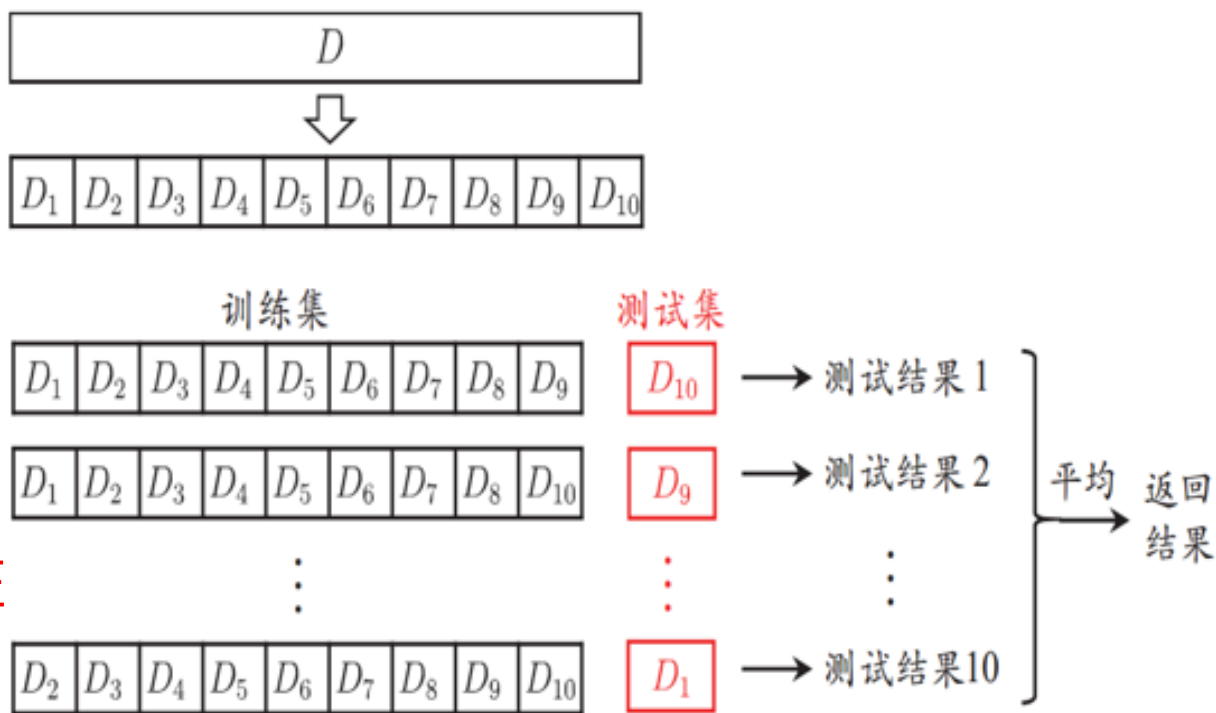 D
D₁ D₂ D₃ D₄ D₅ D₆ D₇ D₈ D₉ D₁₀
训练集 测试集
D₁ D₂ D₃ D₄ D₅ D₆ D₇ D₈ D₉ D₁₀ 测试结果 1
D₁ D₂ D₃ D₄ D₅ D₆ D₇ D₈ D₁₀ D₉ 测试结果 2
平均 返回
结果
⋮ ⋮ ⋮
D₂ D₃ D₄ D₅ D₆ D₇ D₈ D₉ D₁₀ D₁ 测试结果10